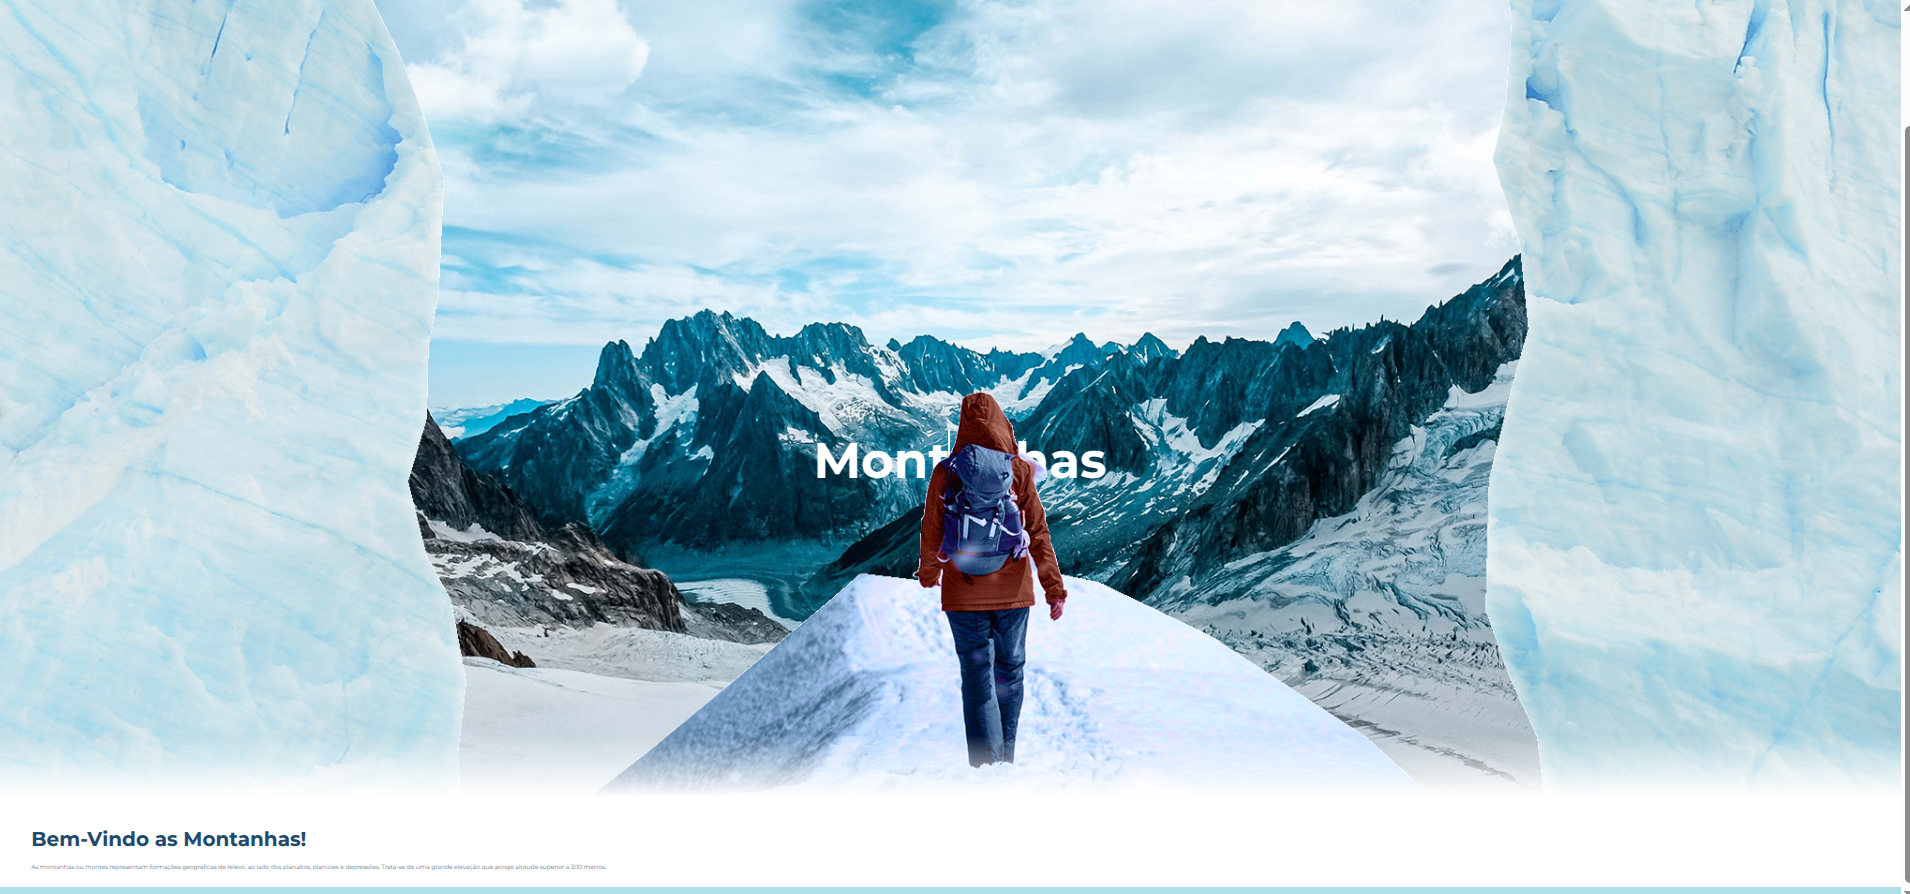 Mont has
Bem-Vindo as Montanhas!
As montanhas ou montes representam formações geográficas de relevo, ao lado dos planaltos, planícies e depressões. Trata-se de uma grande elevação que atinge altitude superior a 300 metros.